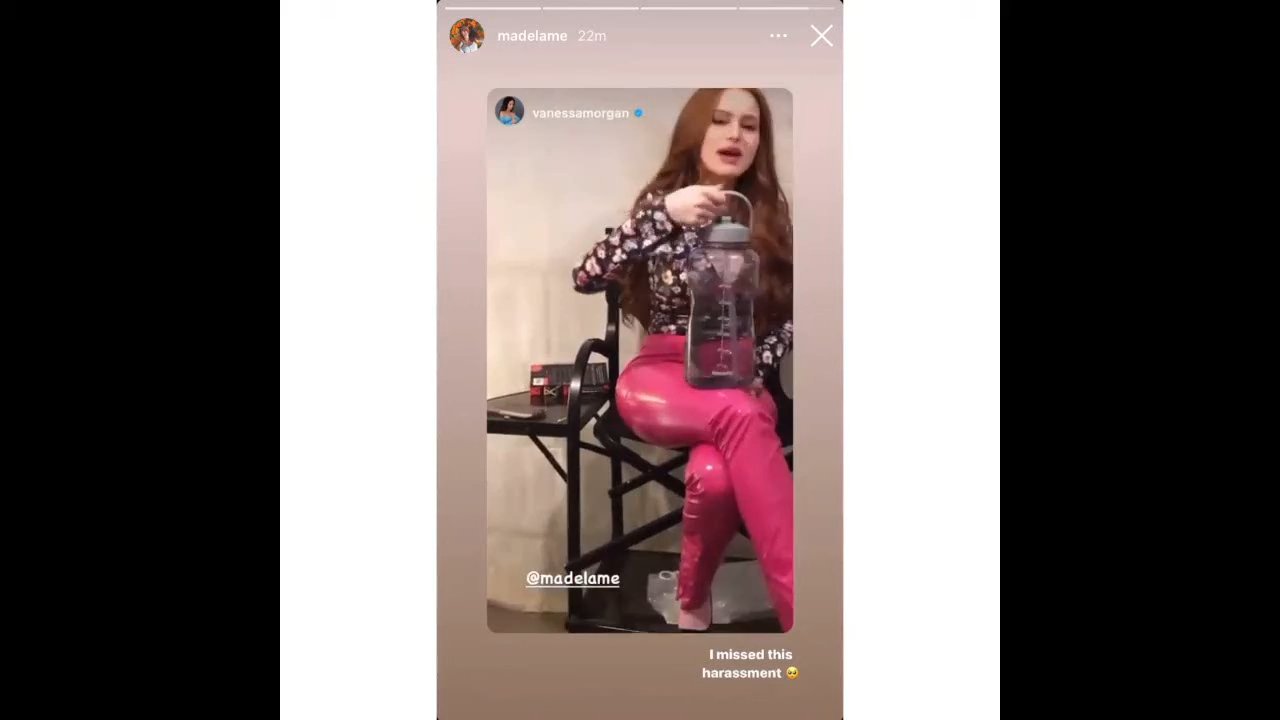 madelame 22m
vanessamorgan
@madelame
I missed this
harassment 🥺